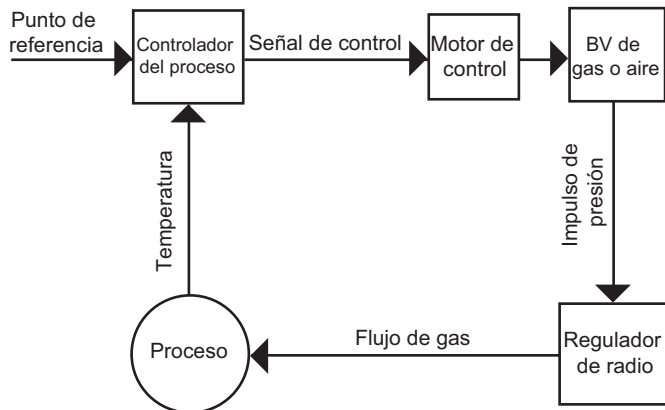 Punto de
referencia
Controlador
del proceso
Señal de control
Motor de
control
BV de
gas o aire
Temperatura
Impulso de
presión
Proceso
Flujo de gas
Regulador
de radio